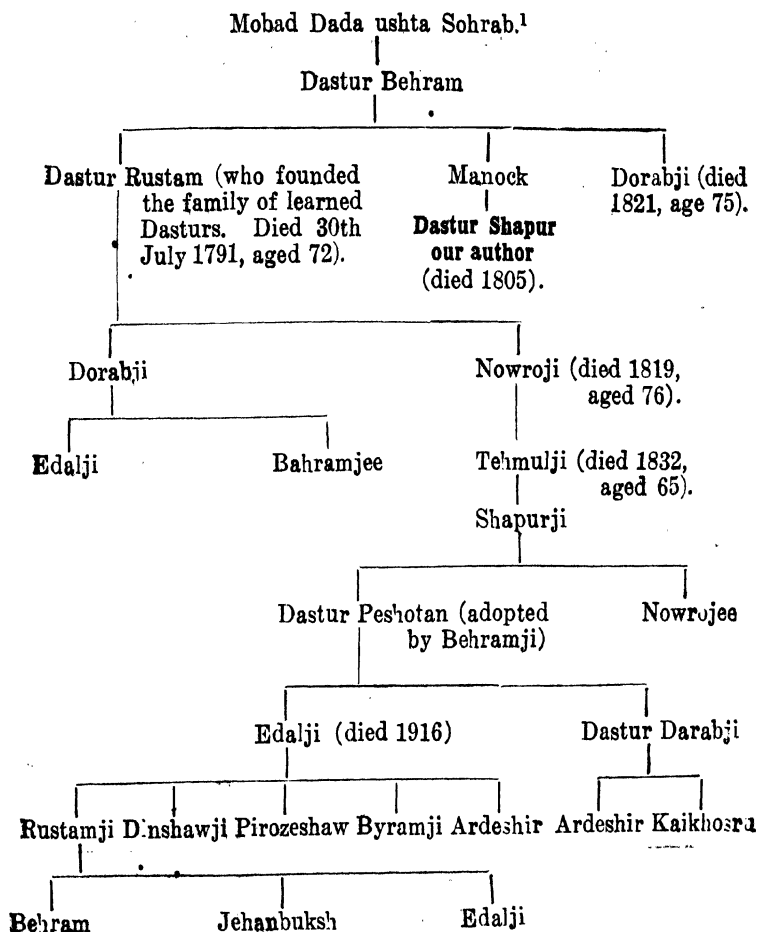 Mobad Dada ushta Sohrab.¹
Dastur Behram
Dastur Rustam (who founded
the family of learned
Dasturs. Died 30th
July 1791, aged 72).
Manock
Dastur Shapur
our author
(died 1805).
Dorabji (died
1821, age 75).
Dorabji
Nowroji (died 1819,
aged 76).
Edalji
Bahramjee
Tehmulji (died 1832,
aged 65).
Shapurji
Dastur Peshotan (adopted
by Behramji)
Nowrojee
Edalji (died 1916)
Dastur Darabji
Rustamji Dinshawji Pirozeshaw Byramji Ardeshir Ardeshir Kaikhosra
Behram Jehanbuksh Edalji